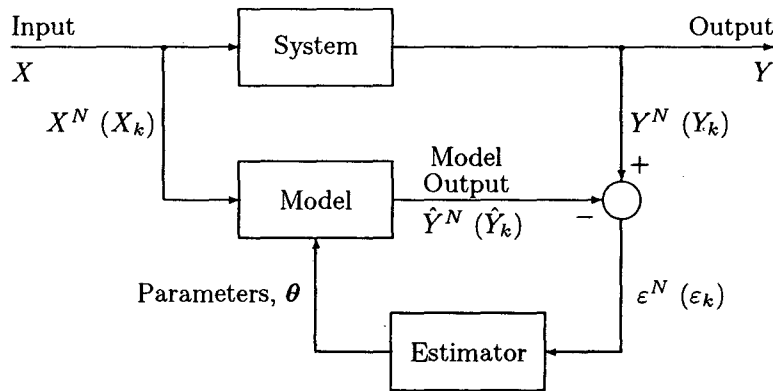 Input
System
Output
X
Y
X^N (X_k)
Y^N (Y_k)
Model
Output
+
Model
−
Ŷ^N (Ŷ_k)
Parameters, θ
ε^N (ε_k)
Estimator